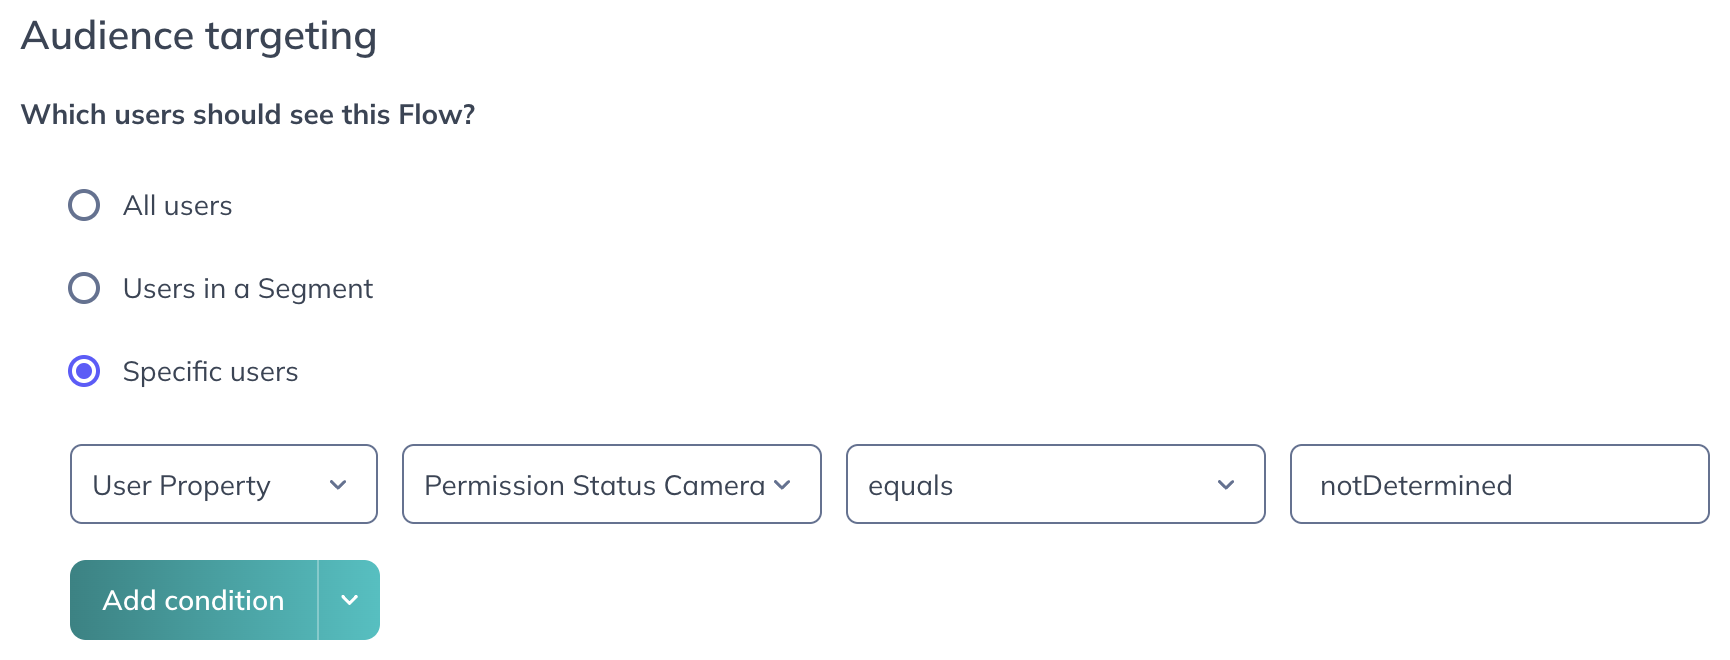 Audience targeting
Which users should see this Flow?
All users
Users in a Segment
Specific users
User Property Permission Status Camera equals notDetermined
Add condition